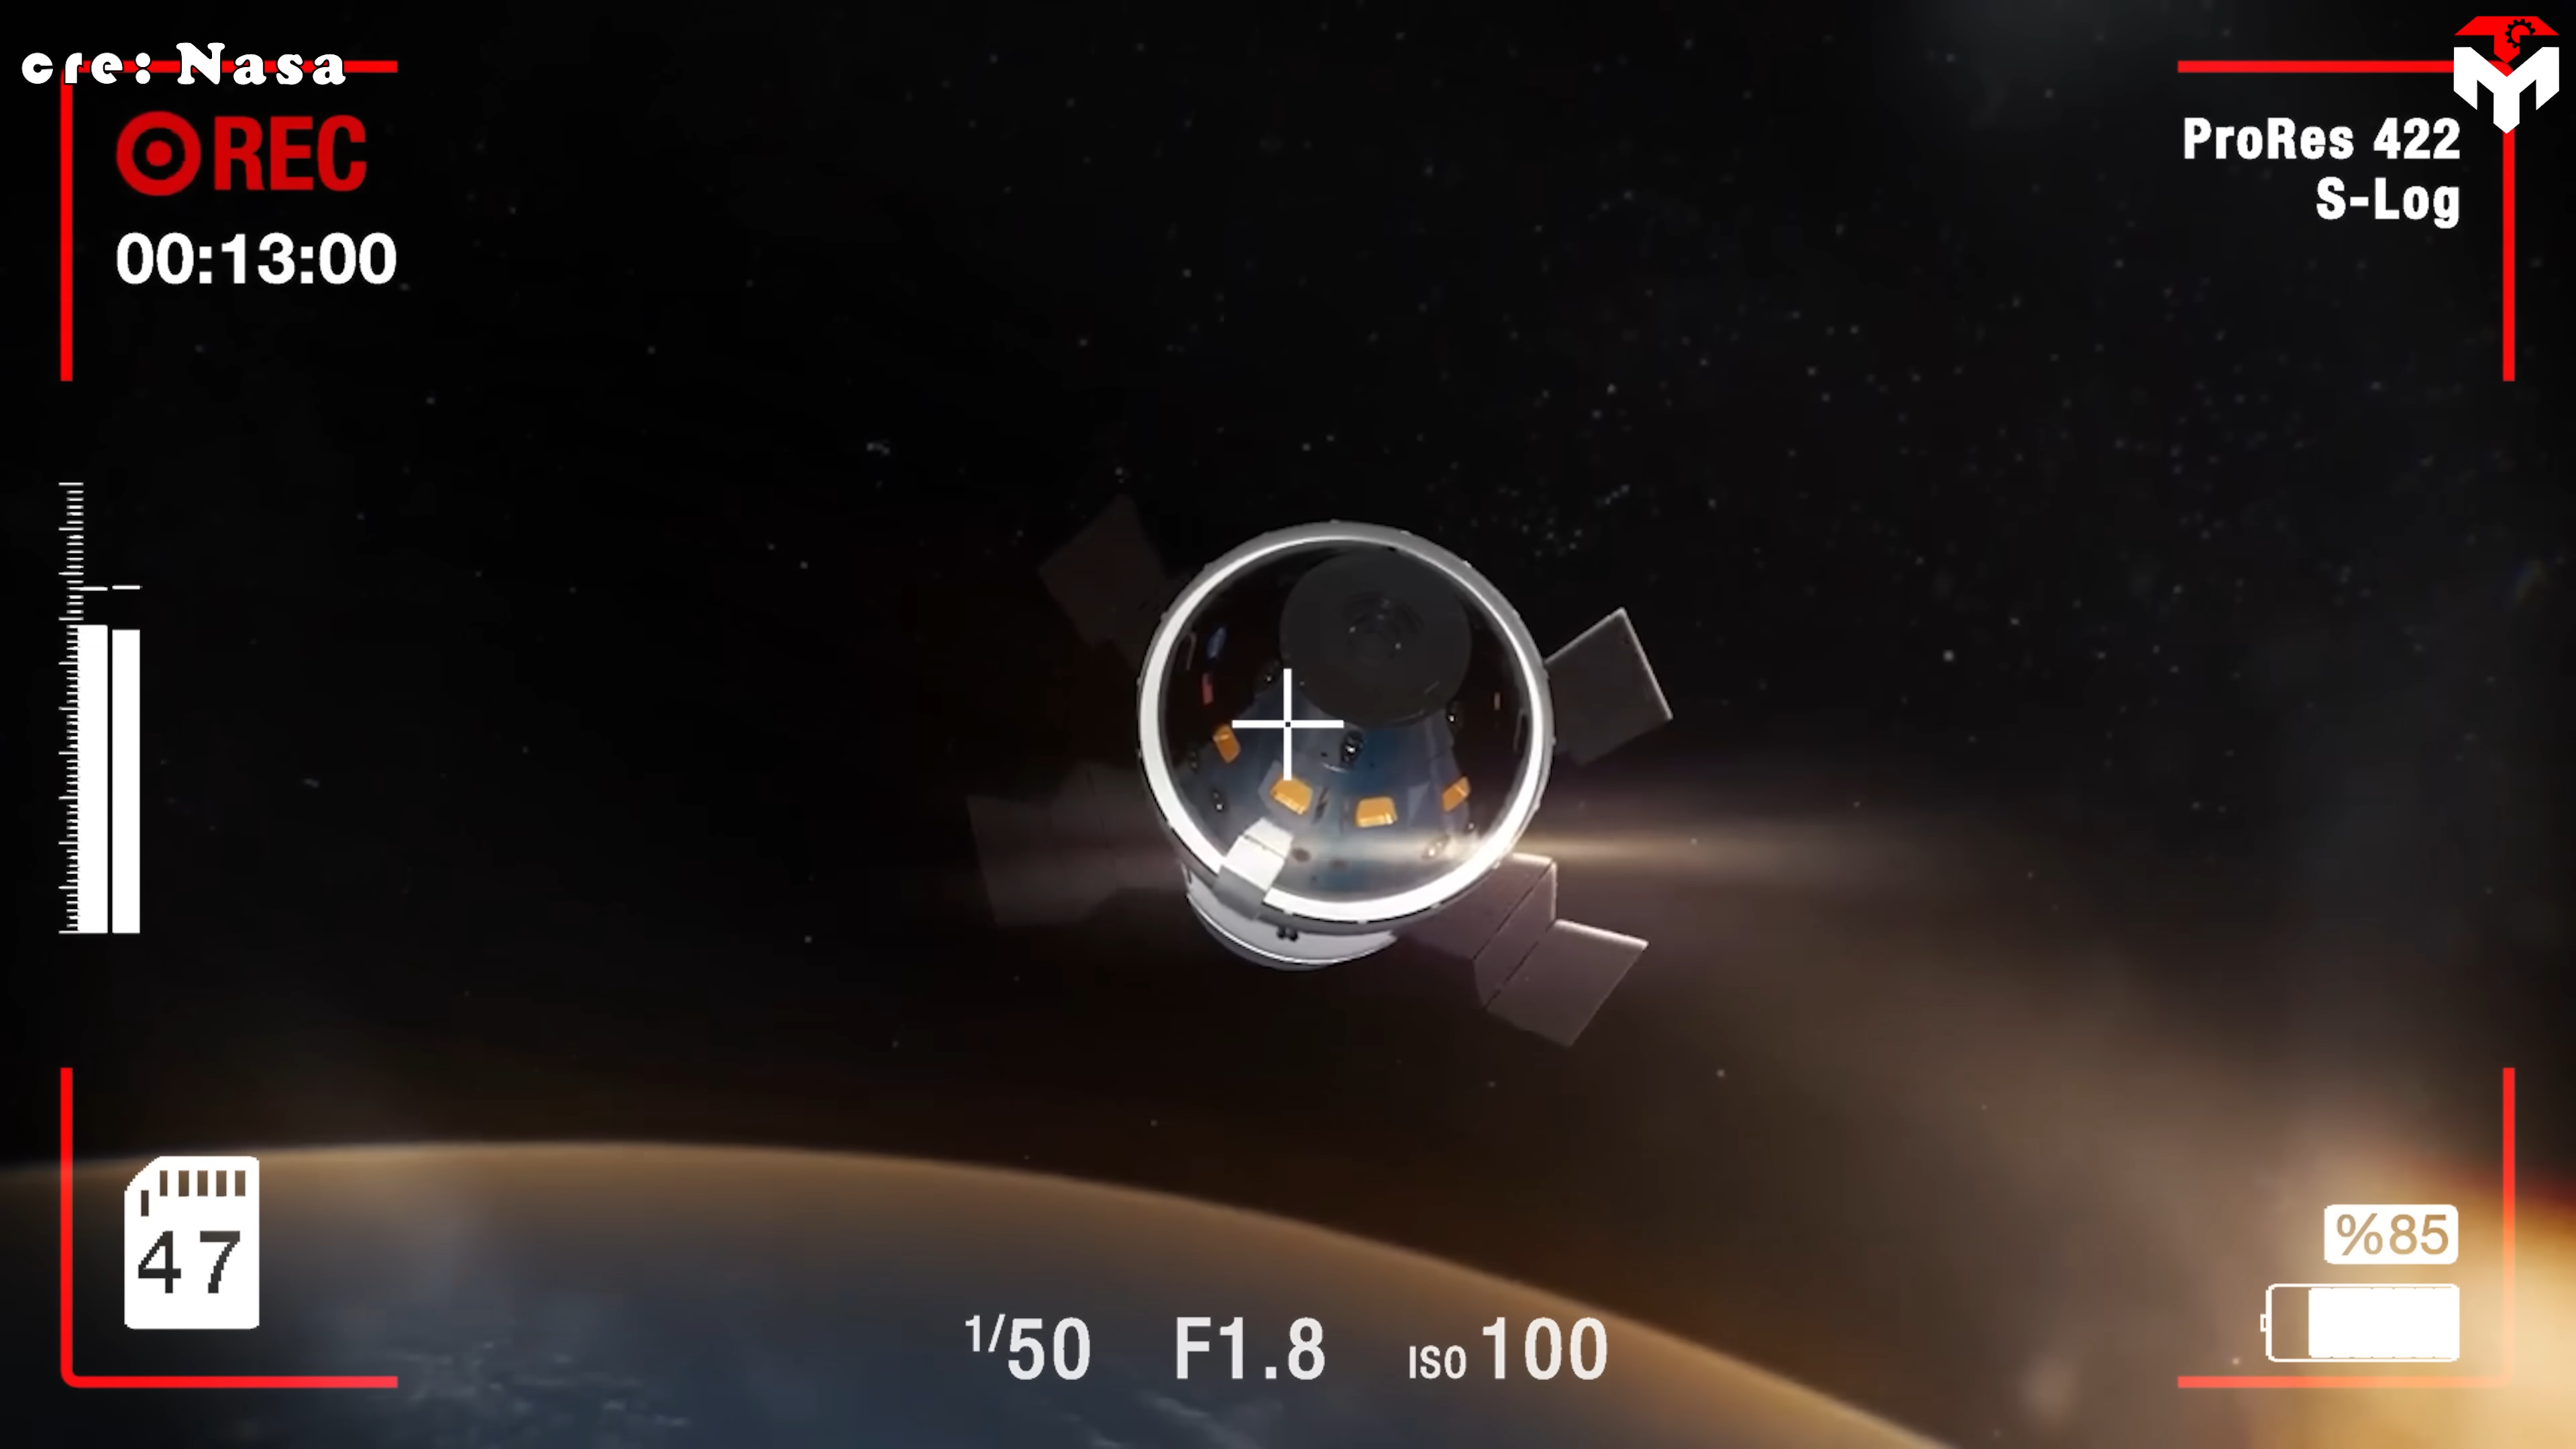 cre: Nasa
REC
00:13:00
ProRes 422
S-Log
47
%85
1/50 F1.8 ISO 100